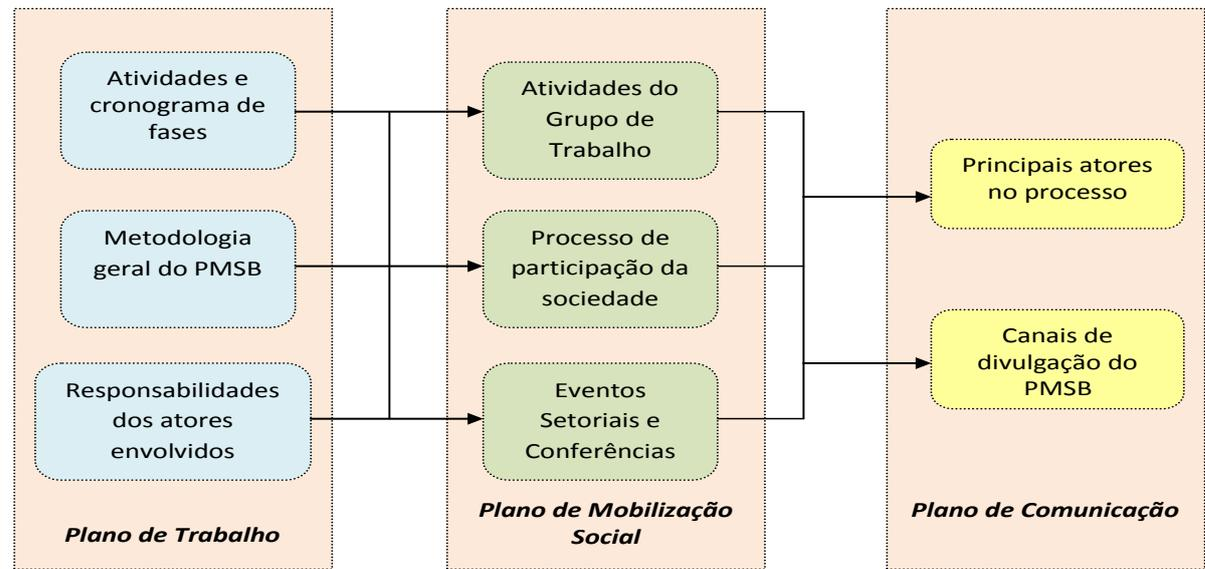 Atividades e
cronograma de
fases
Metodologia
geral do PMSB
Responsabilidades
dos atores
envolvidos
Plano de Trabalho
Atividades do
Grupo de
Trabalho
Processo de
participação da
sociedade
Eventos
Setoriais e
Conferências
Plano de Mobilização
Social
Principais atores
no processo
Canais de
divulgação do
PMSB
Plano de Comunicação